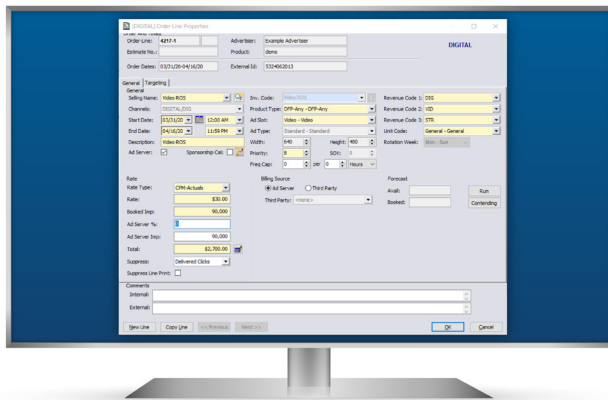 [DIGITAL] Order Line Properties
Order-Line: 4217-1 Advertiser: Example Advertiser
Estimate No.: Product: demo
DIGITAL
Order Dates: 03/31/20-04/16/20 External Id: 5324062013
General Targeting
General
Selling Name: Video ROS Inv. Code: Video ROS Revenue Code 1: DIG
Channels: DIGITAL/DIG Product Type: DFP-Any - DFP-Any Revenue Code 2: VID
Start Date: 03/31/20 12:00 AM Ad Slot: Video - Video Revenue Code 3: STR
End Date: 04/16/20 11:59 PM Ad Type: Standard - Standard Unit Code: General - General
Description: Video ROS Width: 640 Height: 480 Rotation Week: Mon - Sun
Ad Server: Sponsorship Cal: Priority: 8 SOV: 0
Freq Cap: 0 per 0 Hours
Rate Billing Source Forecast
Rate Type: CPM-Actuals Ad Server Third Party Avail: Run
Rate: $30.00 Third Party: <none> Booked: Contending
Booked Imp: 90,000
Ad Server %:
Ad Server Imp: 90,000
Total: $2,700.00
Suppress: Delivered Clicks
Suppress Line Print:
Comments
Internal:
External:
New Line Copy Line << Previous Next >> OK Cancel